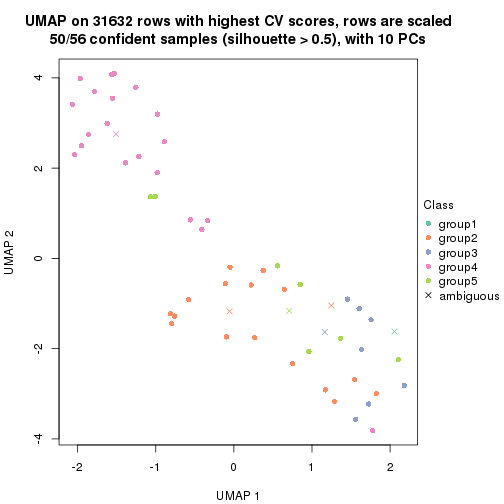 UMAP on 31632 rows with highest CV scores, rows are scaled
50/56 confident samples (silhouette > 0.5), with 10 PCs
UMAP 2
4
2
0
-2
-4
-2
-1
0
1
2
UMAP 1
Class
group1
group2
group3
group4
group5
ambiguous